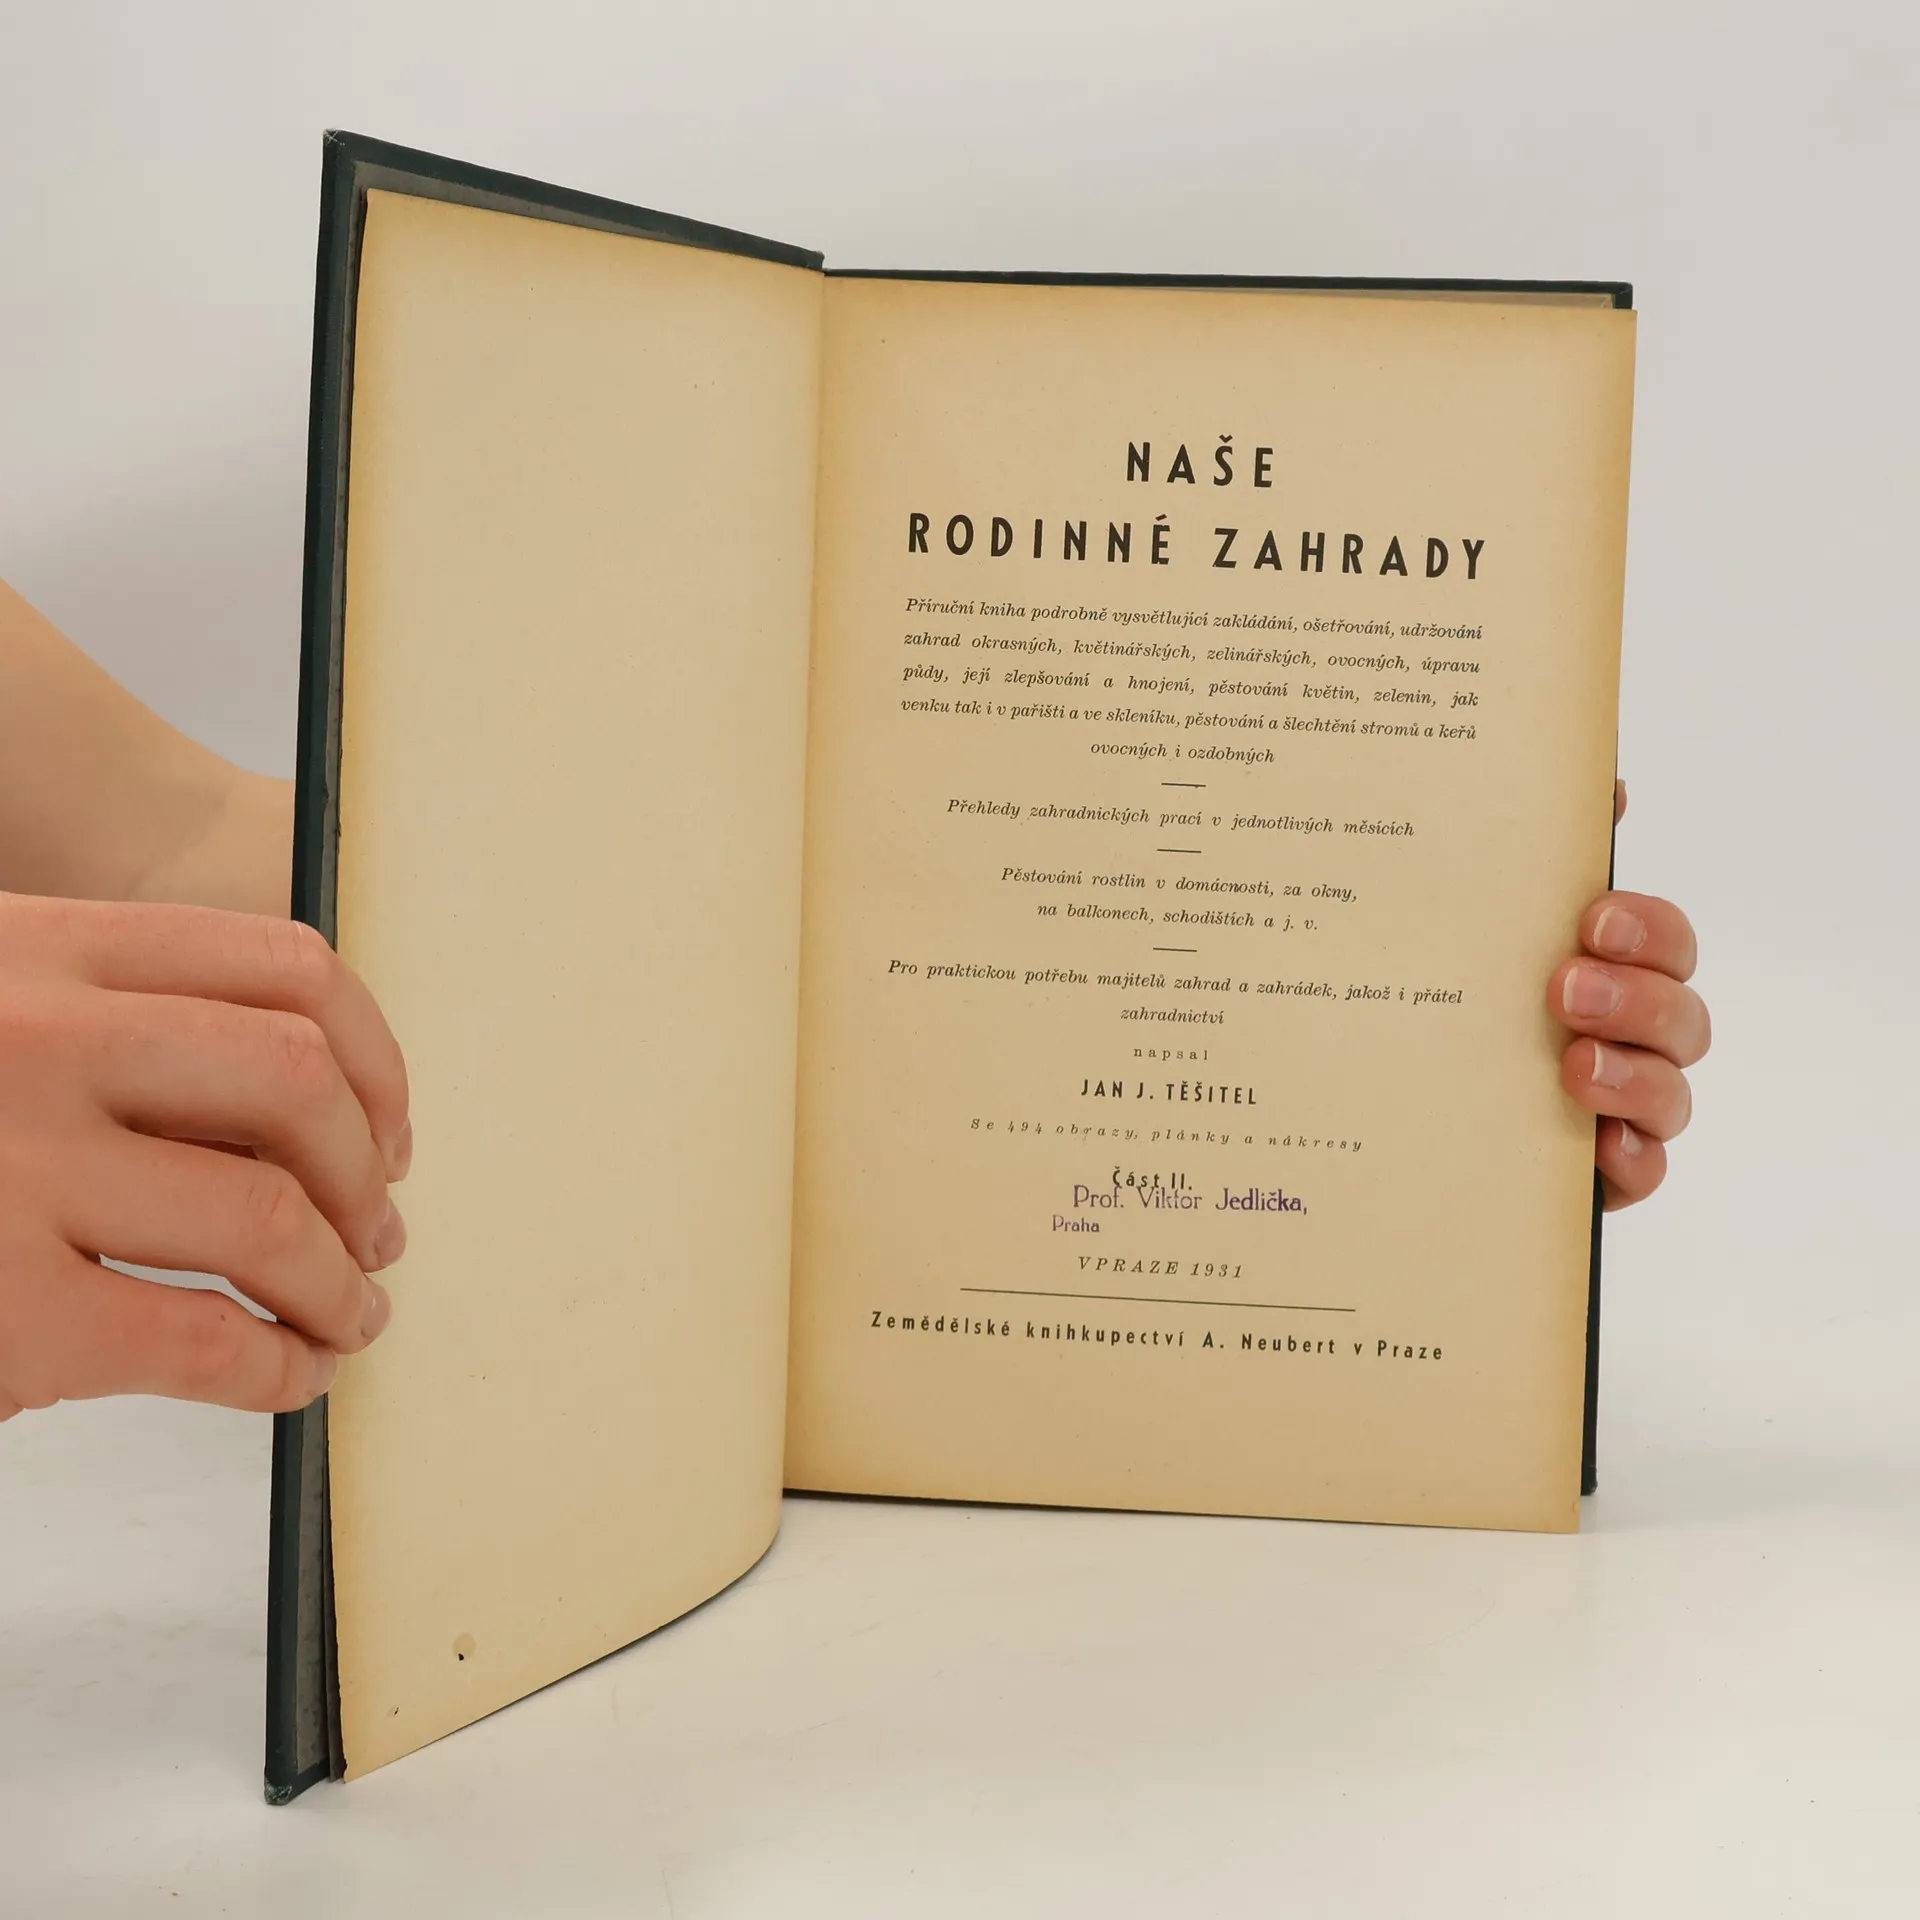 NAŠE
RODINNÉ ZAHRADY
Příruční kniha podrobně vysvětlující zakládání, ošetřování, udržování
zahrad okrasných, květinářských, zelinářských, ovocných, úpravu
půdy, její zlepšování a hnojení, pěstování květin, zelenin, jak
venku tak i v pařišti a ve skleníku, pěstování a šlechtění stromů a keřů
ovocných i ozdobných
Přehledy zahradnických prací v jednotlivých měsících
Pěstování rostlin v domácnosti, za okny,
na balkonech, schodištích a j. v.
Pro praktickou potřebu majitelů zahrad a zahrádek, jakož i přátel
zahradnictví
napsal
JAN J. TĚŠITEL
Se 494 obrazy, plánky a nákresy
Část II.
Prof. Viktor Jedlička,
Praha
V PRAZE 1931
Zemědělské knihkupectví A. Neubert v Praze